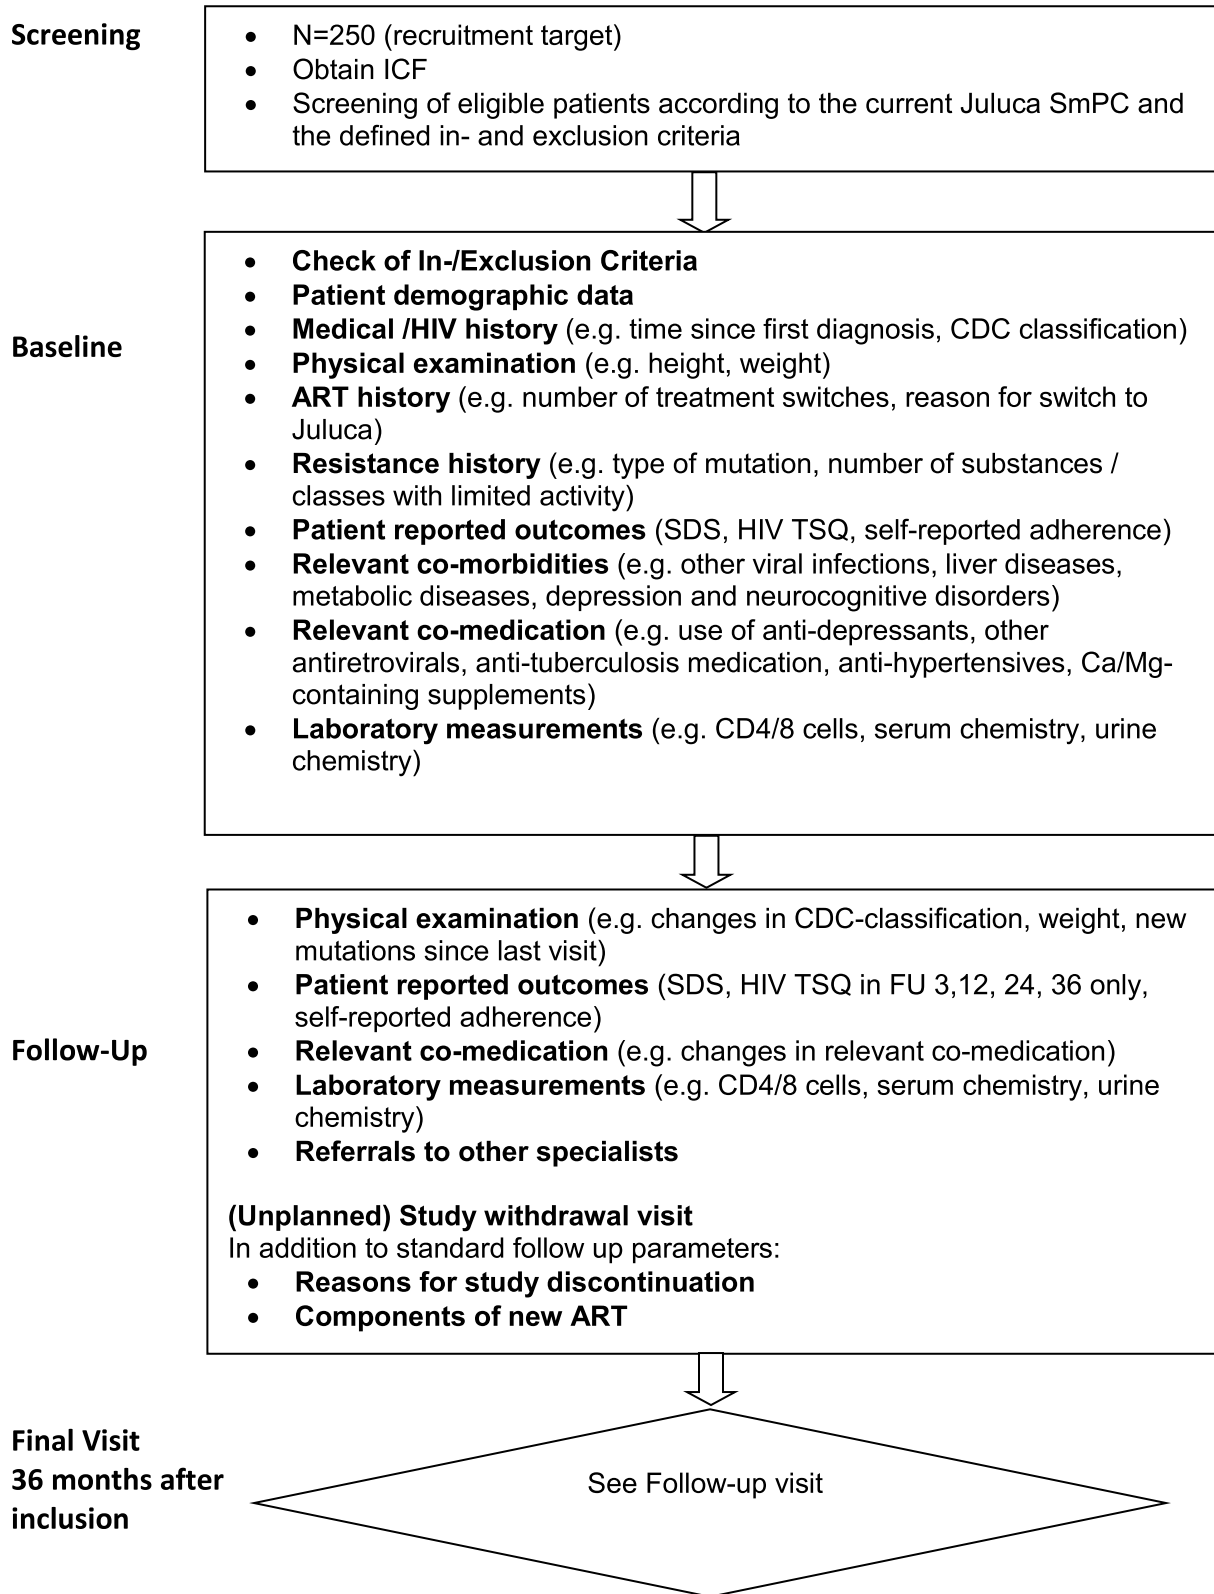 Screening
• N=250 (recruitment target)
• Obtain ICF
• Screening of eligible patients according to the current Juluca SmPC and
the defined in- and exclusion criteria
Baseline
• Check of In-/Exclusion Criteria
• Patient demographic data
• Medical /HIV history (e.g. time since first diagnosis, CDC classification)
• Physical examination (e.g. height, weight)
• ART history (e.g. number of treatment switches, reason for switch to
Juluca)
• Resistance history (e.g. type of mutation, number of substances /
classes with limited activity)
• Patient reported outcomes (SDS, HIV TSQ, self-reported adherence)
• Relevant co-morbidities (e.g. other viral infections, liver diseases,
metabolic diseases, depression and neurocognitive disorders)
• Relevant co-medication (e.g. use of anti-depressants, other
antiretrovirals, anti-tuberculosis medication, anti-hypertensives, Ca/Mg-
containing supplements)
• Laboratory measurements (e.g. CD4/8 cells, serum chemistry, urine
chemistry)
Follow-Up
• Physical examination (e.g. changes in CDC-classification, weight, new
mutations since last visit)
• Patient reported outcomes (SDS, HIV TSQ in FU 3,12, 24, 36 only,
self-reported adherence)
• Relevant co-medication (e.g. changes in relevant co-medication)
• Laboratory measurements (e.g. CD4/8 cells, serum chemistry, urine
chemistry)
• Referrals to other specialists
(Unplanned) Study withdrawal visit
In addition to standard follow up parameters:
• Reasons for study discontinuation
• Components of new ART
Final Visit
36 months after
inclusion
See Follow-up visit